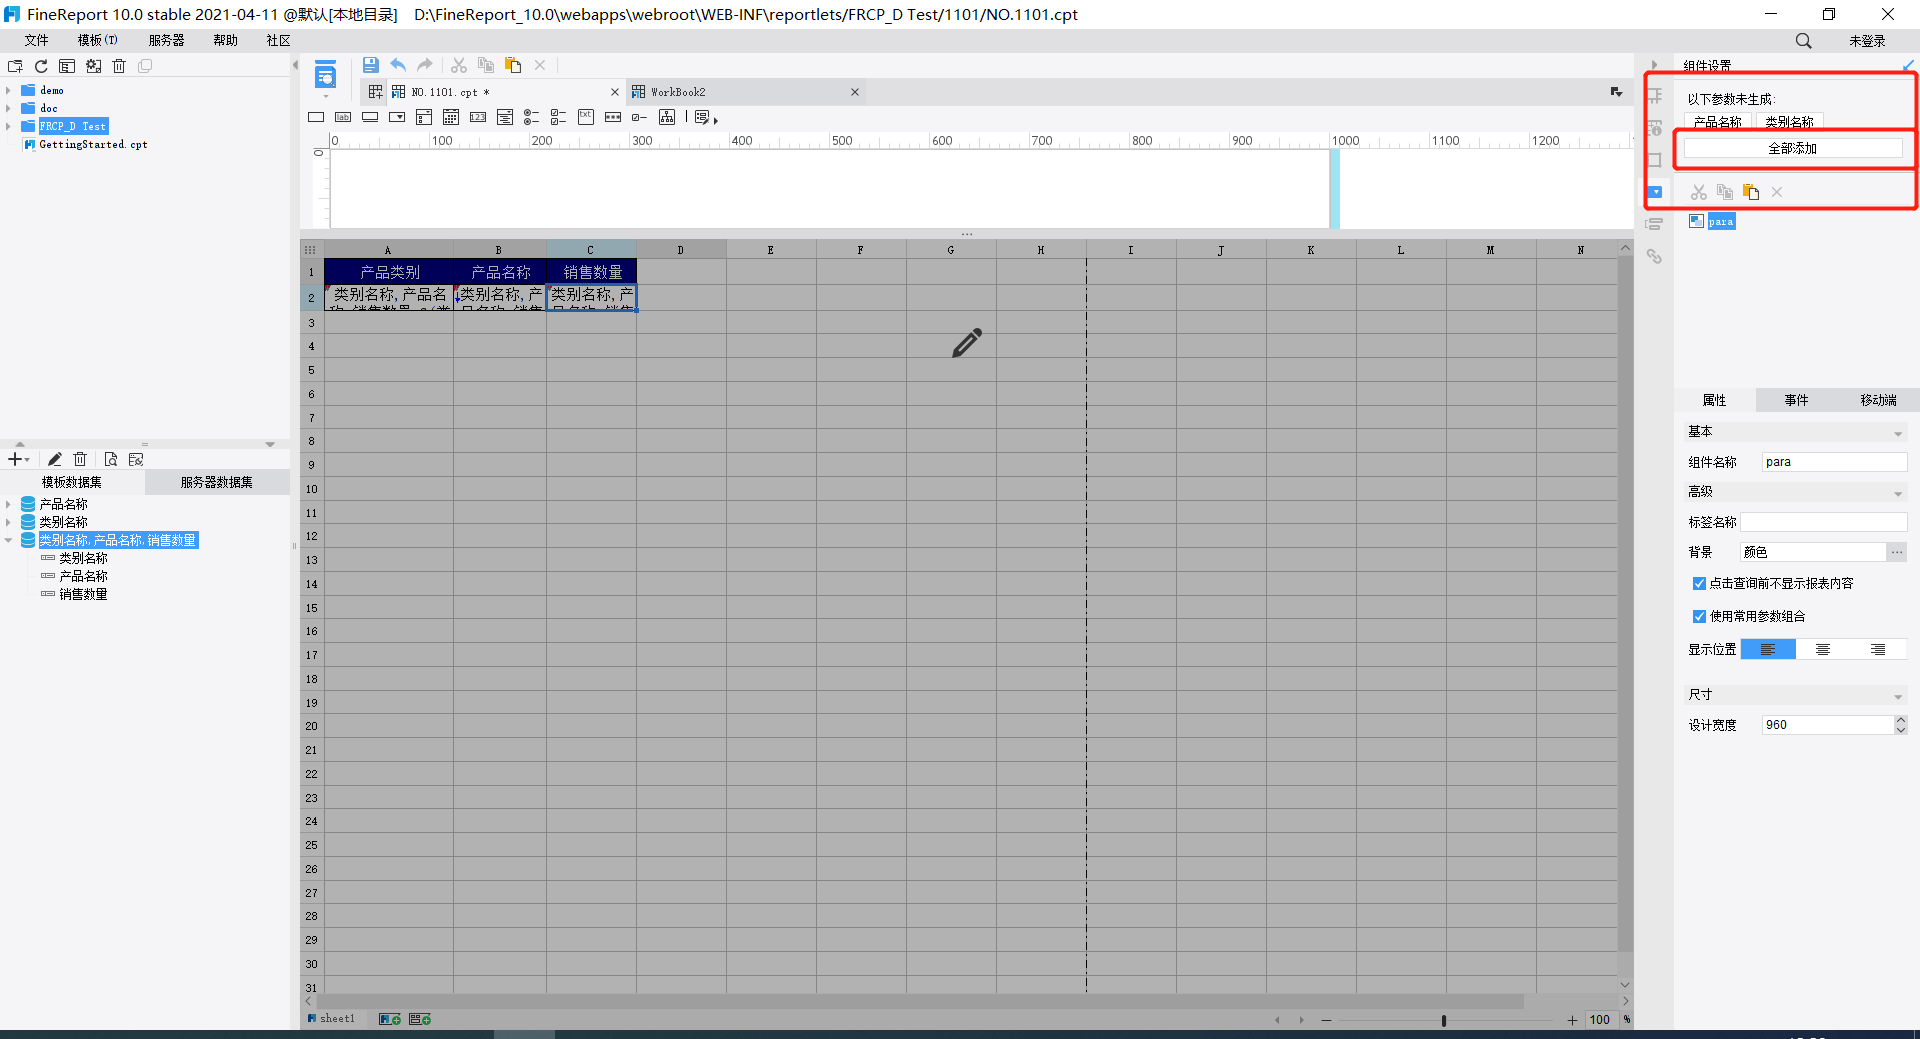 FineReport 10.0 stable 2021-04-11 @默认[本地目录]    D:\FineReport_10.0\webapps\webroot\WEB-INF\reportlets/FRCP_D Test/1101/NO.1101.cpt
文件 模板(T) 服务器 帮助 社区 未登录
demo
doc
FRCP_D Test
GettingStarted.cpt
模板数据集 服务器数据集
产品名称
类别名称
类别名称,产品名称,销售数量
类别名称
产品名称
销售数量
NO.1101.cpt * WorkBook2
lab 123 txt
0 100 200 300 400 500 600 700 800 900 1000 1100 1200
0
A B C D E F G H I J K L M N
1 产品类别 产品名称 销售数量
2 类别名称,产品名 类别名称,产 类别名称,产
3
4
5
6
7
8
9
10
11
12
13
14
15
16
17
18
19
20
21
22
23
24
25
26
27
28
29
30
31
sheet1 100 %
组件设置
以下参数未生成:
产品名称 类别名称
全部添加
para
属性 事件 移动端
基本
组件名称 para
高级
标签名称
背景 颜色 ...
点击查询前不显示报表内容
使用常用参数组合
显示位置
尺寸
设计宽度 960